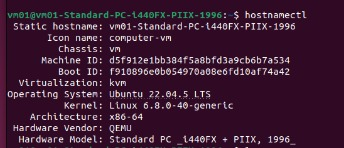 vm01@vm01-Standard-PC-i440FX-PIIX-1996:~$ hostnamectl
Static hostname: vm01-Standard-PC-i440FX-PIIX-1996
Icon name: computer-vm
Chassis: vm
Machine ID: d5f912e1bb384f5a8bfd3a9cb6b7a534
Boot ID: f910896e0b054970a08e6fd10af74a42
Virtualization: kvm
Operating System: Ubuntu 22.04.5 LTS
Kernel: Linux 6.8.0-40-generic
Architecture: x86-64
Hardware Vendor: QEMU
Hardware Model: Standard PC _i440FX + PIIX, 1996_